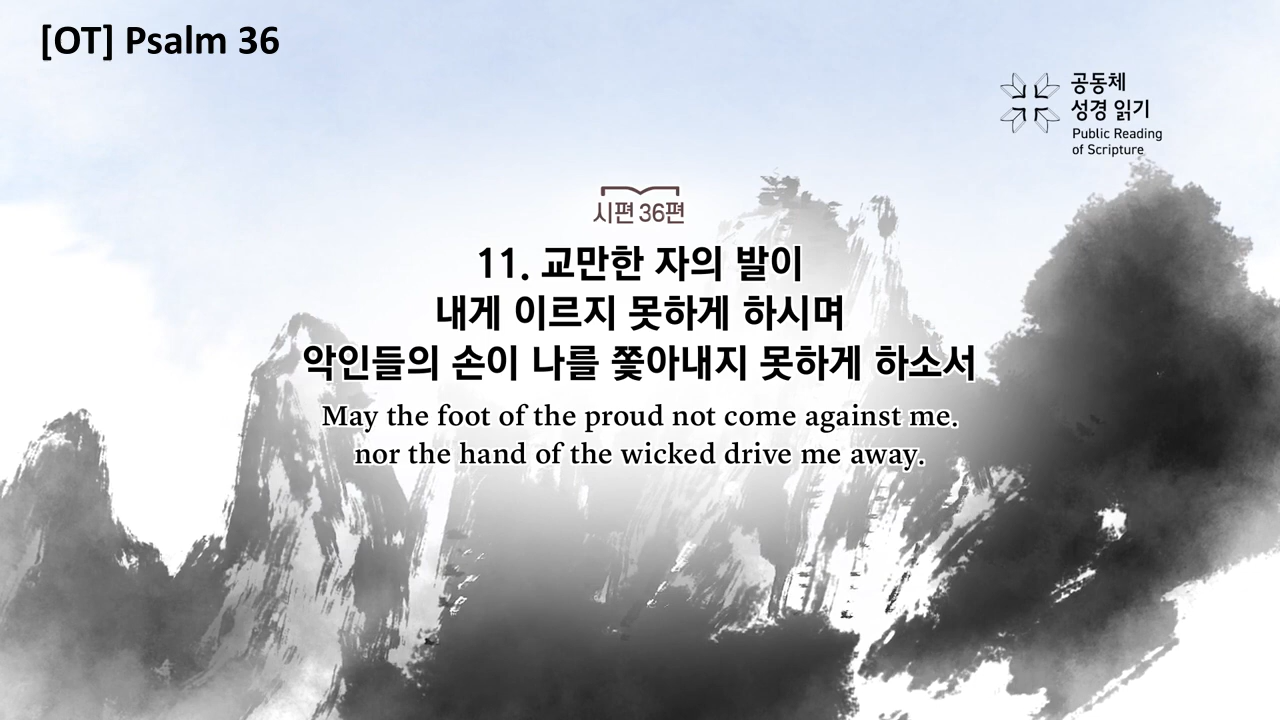 [OT] Psalm 36
공동체
성경 읽기
Public Reading
of Scripture
시편 36편
11. 교만한 자의 발이
내게 이르지 못하게 하시며
악인들의 손이 나를 쫓아내지 못하게 하소서
May the foot of the proud not come against me.
nor the hand of the wicked drive me away.